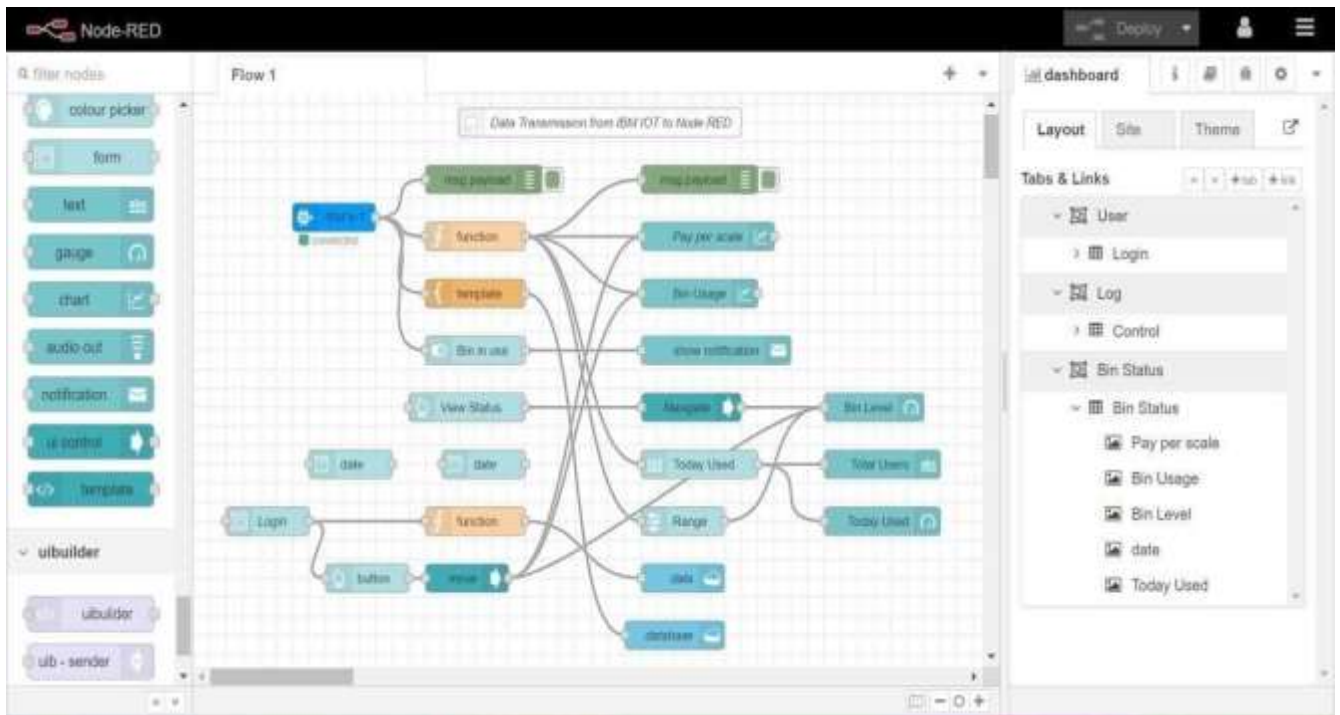 Node-RED
Deploy
filter nodes
Flow 1
dashboard
colour picker
form
text
gauge
chart
audio out
notification
ui control
template
uibuilder
uibuilder
uib - sender
Data Transmission from IBM IOT to Node RED
msg.payload
msg.payload
connected
function
Pay per scale
template
Bin Usage
Bin in use
show notification
View Status
Navigate
Bin Level
date
date
Today Used
Total Users
Login
function
Range
Today Used
button
move
data
database
Layout
Site
Theme
Tabs & Links
User
Login
Log
Control
Bin Status
Bin Status
Pay per scale
Bin Usage
Bin Level
date
Today Used